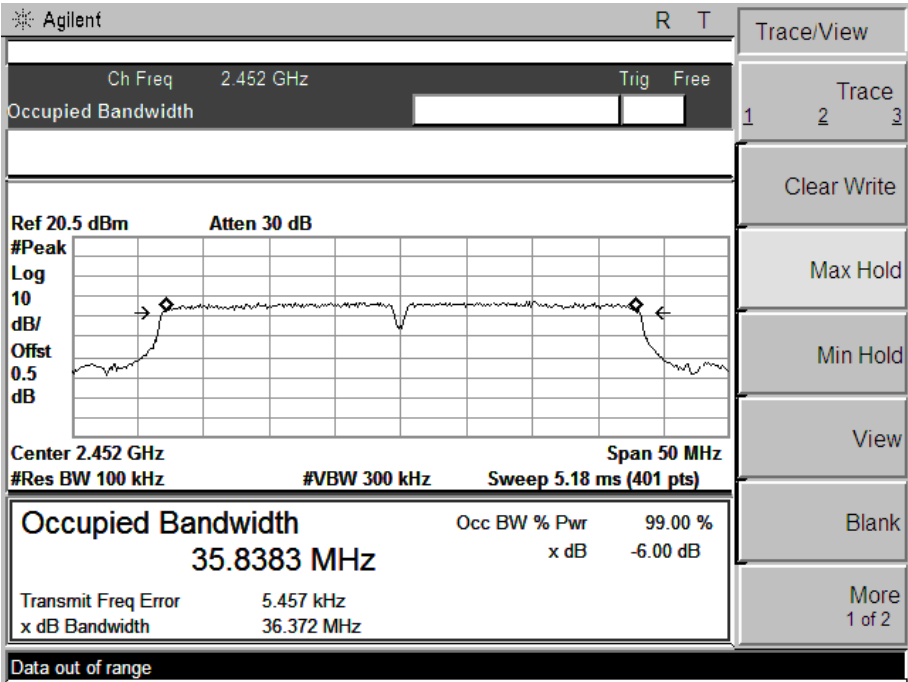 Agilent R T
Trace/View
Ch Freq 2.452 GHz Trig Free
Occupied Bandwidth
Trace
1 2 3
Clear Write
Max Hold
Min Hold
View
Blank
More
1 of 2
Ref 20.5 dBm Atten 30 dB
#Peak
Log
10
dB/
Offst
0.5
dB
Center 2.452 GHz Span 50 MHz
#Res BW 100 kHz #VBW 300 kHz Sweep 5.18 ms (401 pts)
Occupied Bandwidth Occ BW % Pwr 99.00 %
35.8383 MHz x dB -6.00 dB
Transmit Freq Error 5.457 kHz
x dB Bandwidth 36.372 MHz
Data out of range